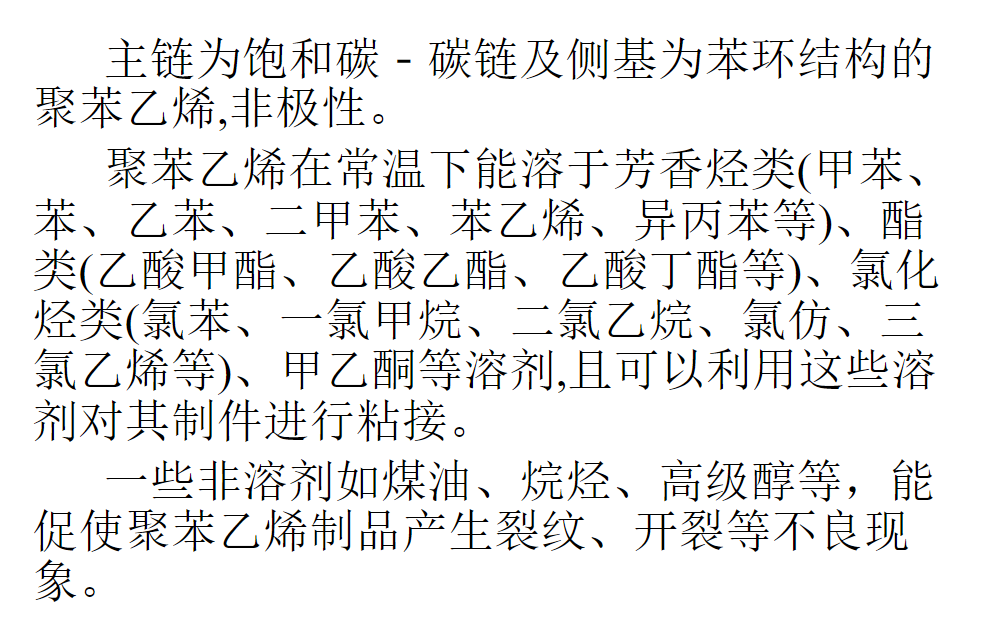 主链为饱和碳-碳链及侧基为苯环结构的
聚苯乙烯,非极性。
聚苯乙烯在常温下能溶于芳香烃类(甲苯、
苯、乙苯、二甲苯、苯乙烯、异丙苯等)、酯
类(乙酸甲酯、乙酸乙酯、乙酸丁酯等)、氯化
烃类(氯苯、一氯甲烷、二氯乙烷、氯仿、三
氯乙烯等)、甲乙酮等溶剂,且可以利用这些溶
剂对其制件进行粘接。
一些非溶剂如煤油、烷烃、高级醇等，能
促使聚苯乙烯制品产生裂纹、开裂等不良现
象。